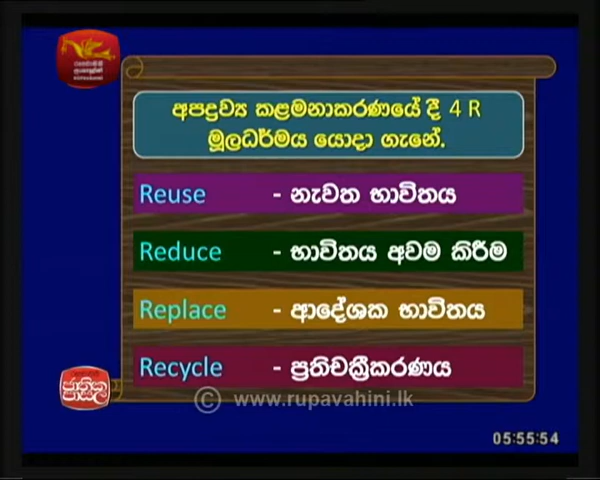 අපද්‍රව්‍ය කළමනාකරණයේ දී 4 R
මූලධර්මය යොදා ගැනේ.
Reuse - නැවත භාවිතය
Reduce - භාවිතය අවම කිරීම
Replace - ආදේශක භාවිතය
Recycle - ප්‍රතිචක්‍රීකරණය
ජාතික
පාසල
© www.rupavahini.lk
05:55:54